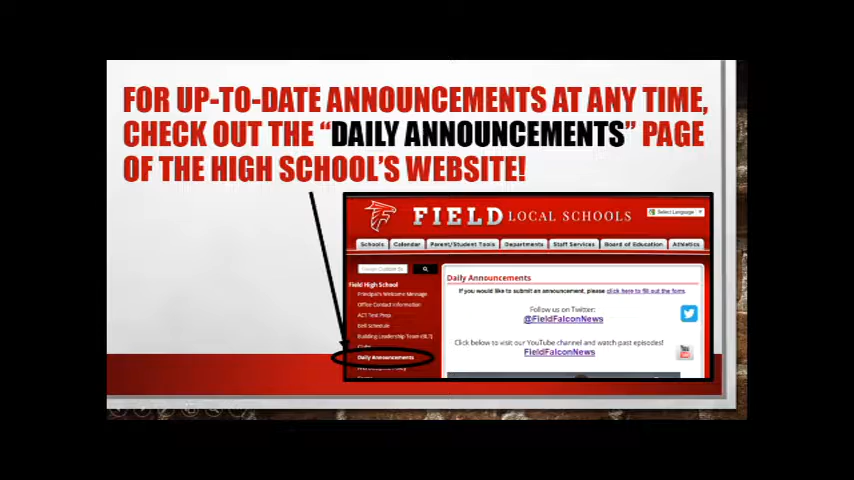 FOR UP-TO-DATE ANNOUNCEMENTS AT ANY TIME,
CHECK OUT THE “DAILY ANNOUNCEMENTS” PAGE
OF THE HIGH SCHOOL’S WEBSITE!
FIELD LOCAL SCHOOLS
Select Language
Schools Calendar Parent/Student Tools Departments Staff Services Board of Education Athletics
Field High School
Principal's Welcome Message
Office Contact Information
ACT Test Prep
Bell Schedule
Building Leadership Team (BLT)
Daily Announcements
Daily Announcements
If you would like to submit an announcement, please click here to fill out the form.
Follow us on Twitter:
@FieldFalconNews
Click below to visit our YouTube channel and watch past episodes!
FieldFalconNews